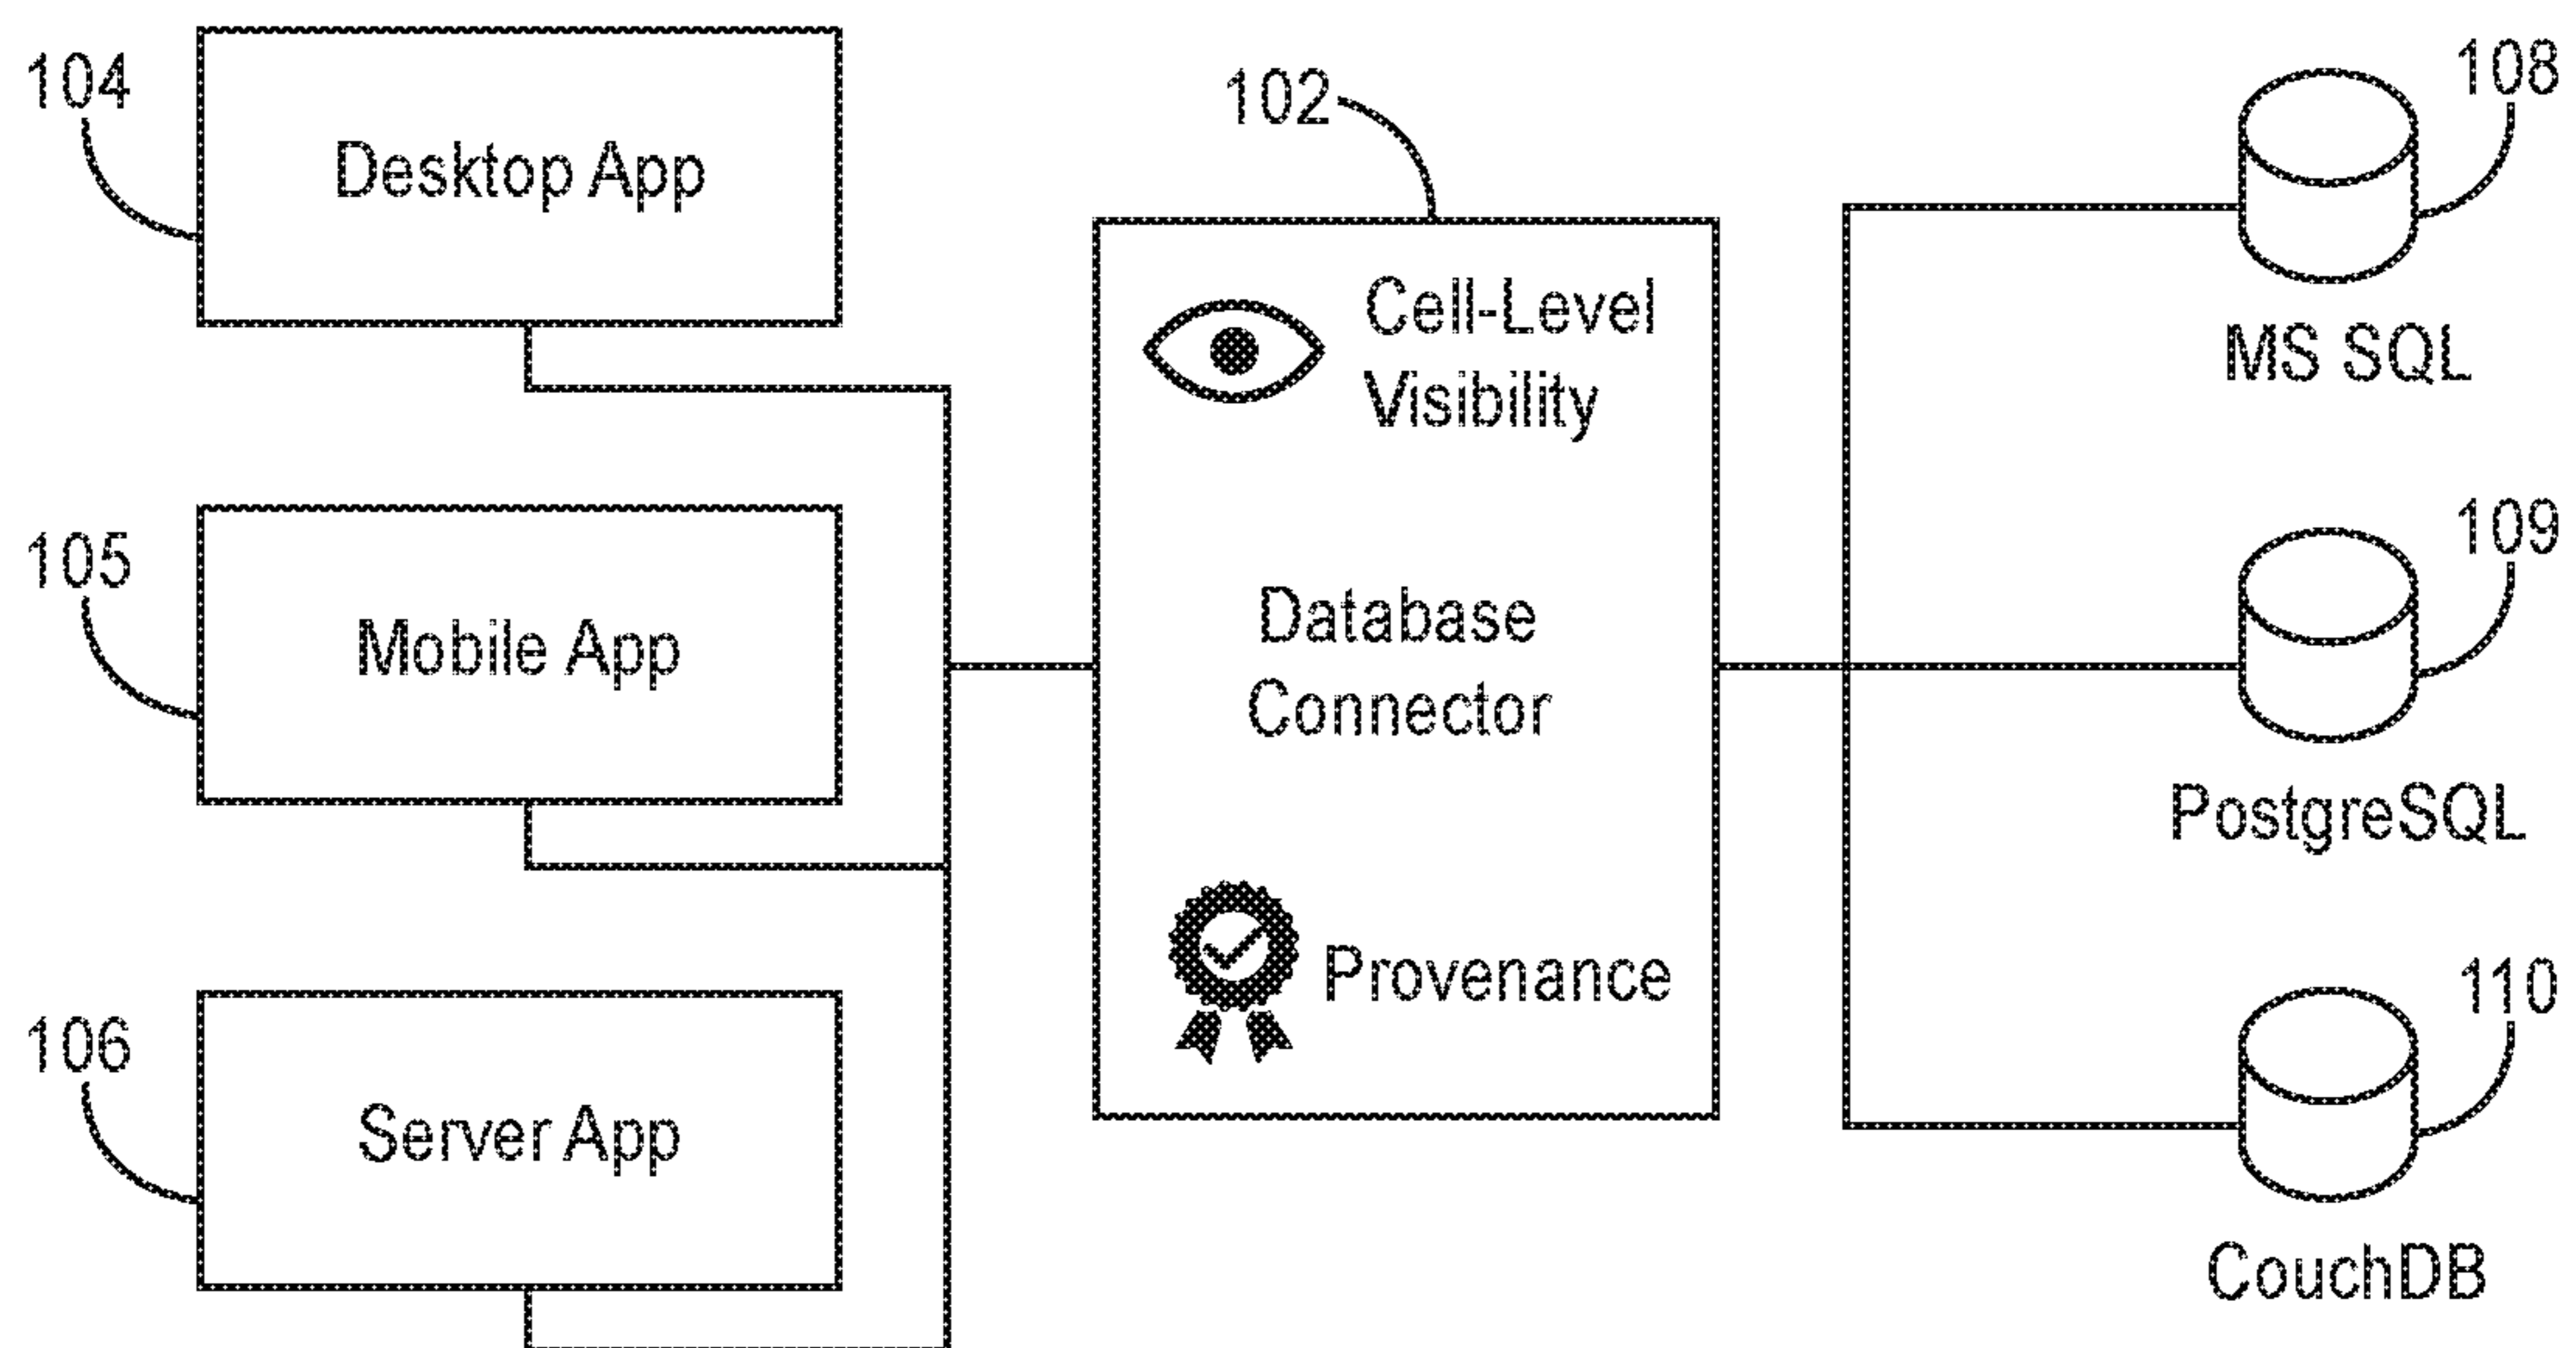 104
Desktop App
105
Mobile App
106
Server App
102
Cell-Level
Visibility
Database
Connector
Provenance
108
MS SQL
109
PostgreSQL
110
CouchDB